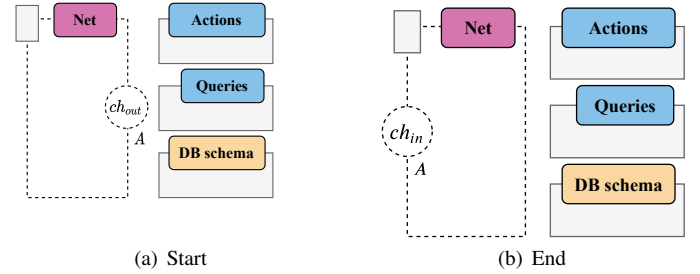 Net
Actions
Queries
ch_out
A
DB schema
(a) Start
Net
Actions
Queries
ch_in
A
DB schema
(b) End